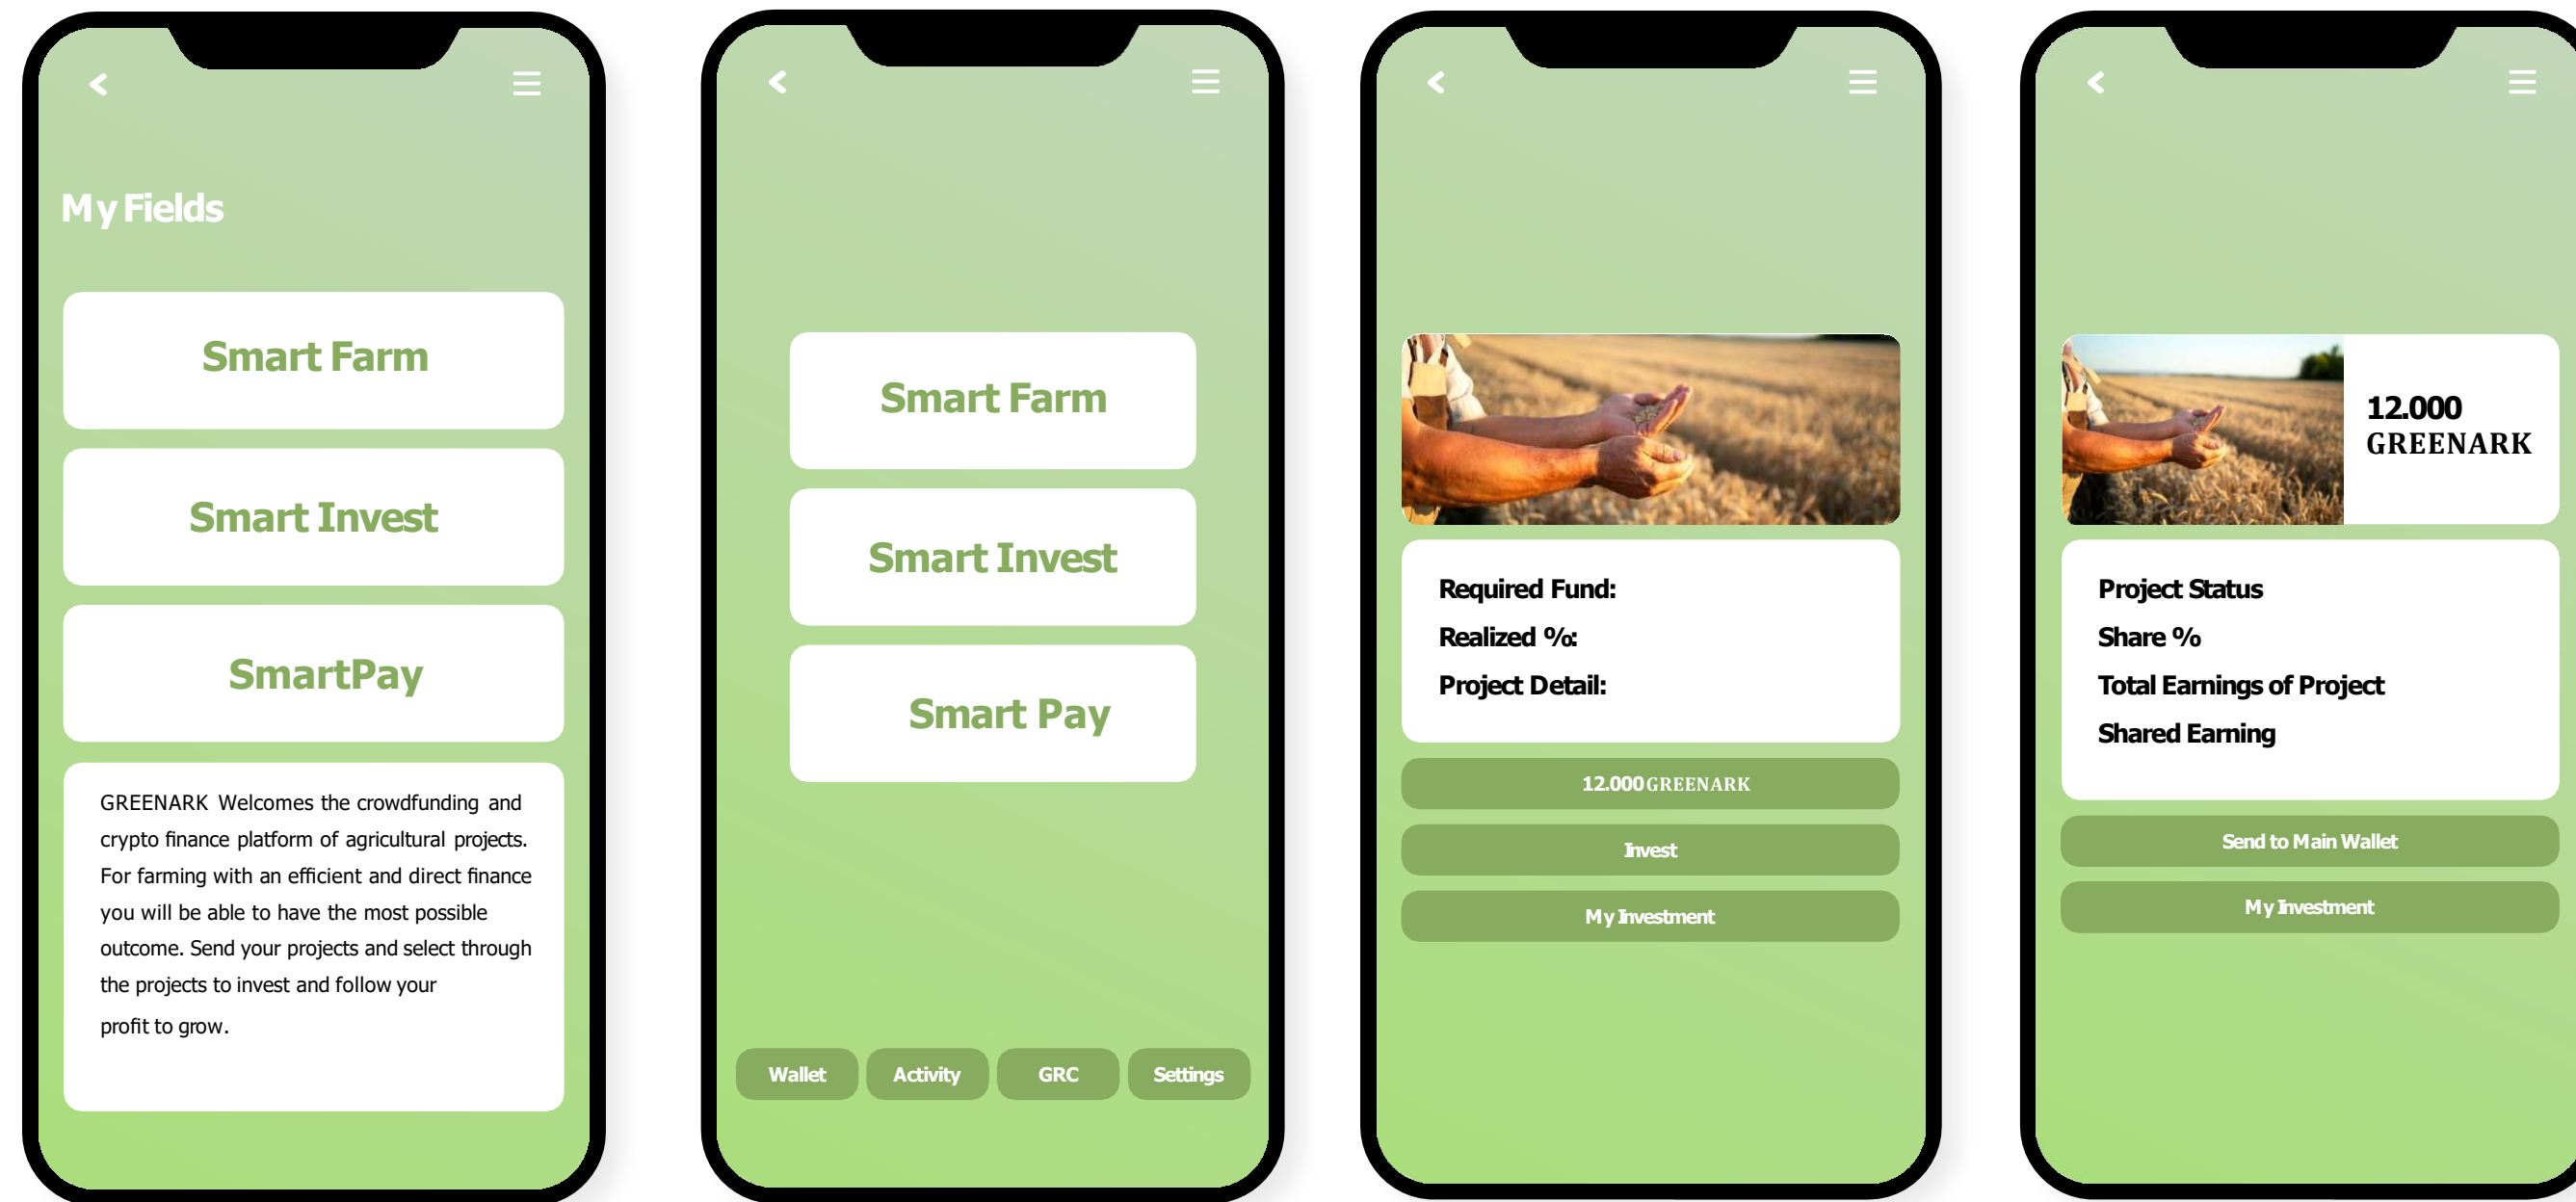 My Fields
Smart Farm
Smart Invest
SmartPay
GREENARK Welcomes the crowdfunding and
crypto finance platform of agricultural projects.
For farming with an efficient and direct finance
you will be able to have the most possible
outcome. Send your projects and select through
the projects to invest and follow your
profit to grow.
Smart Farm
Smart Invest
Smart Pay
Wallet
Activity
GRC
Settings
Required Fund:
Realized %:
Project Detail:
12.000 GREENARK
Invest
My Investment
12.000
GREENARK
Project Status
Share %
Total Earnings of Project
Shared Earning
Send to Main Wallet
My Investment